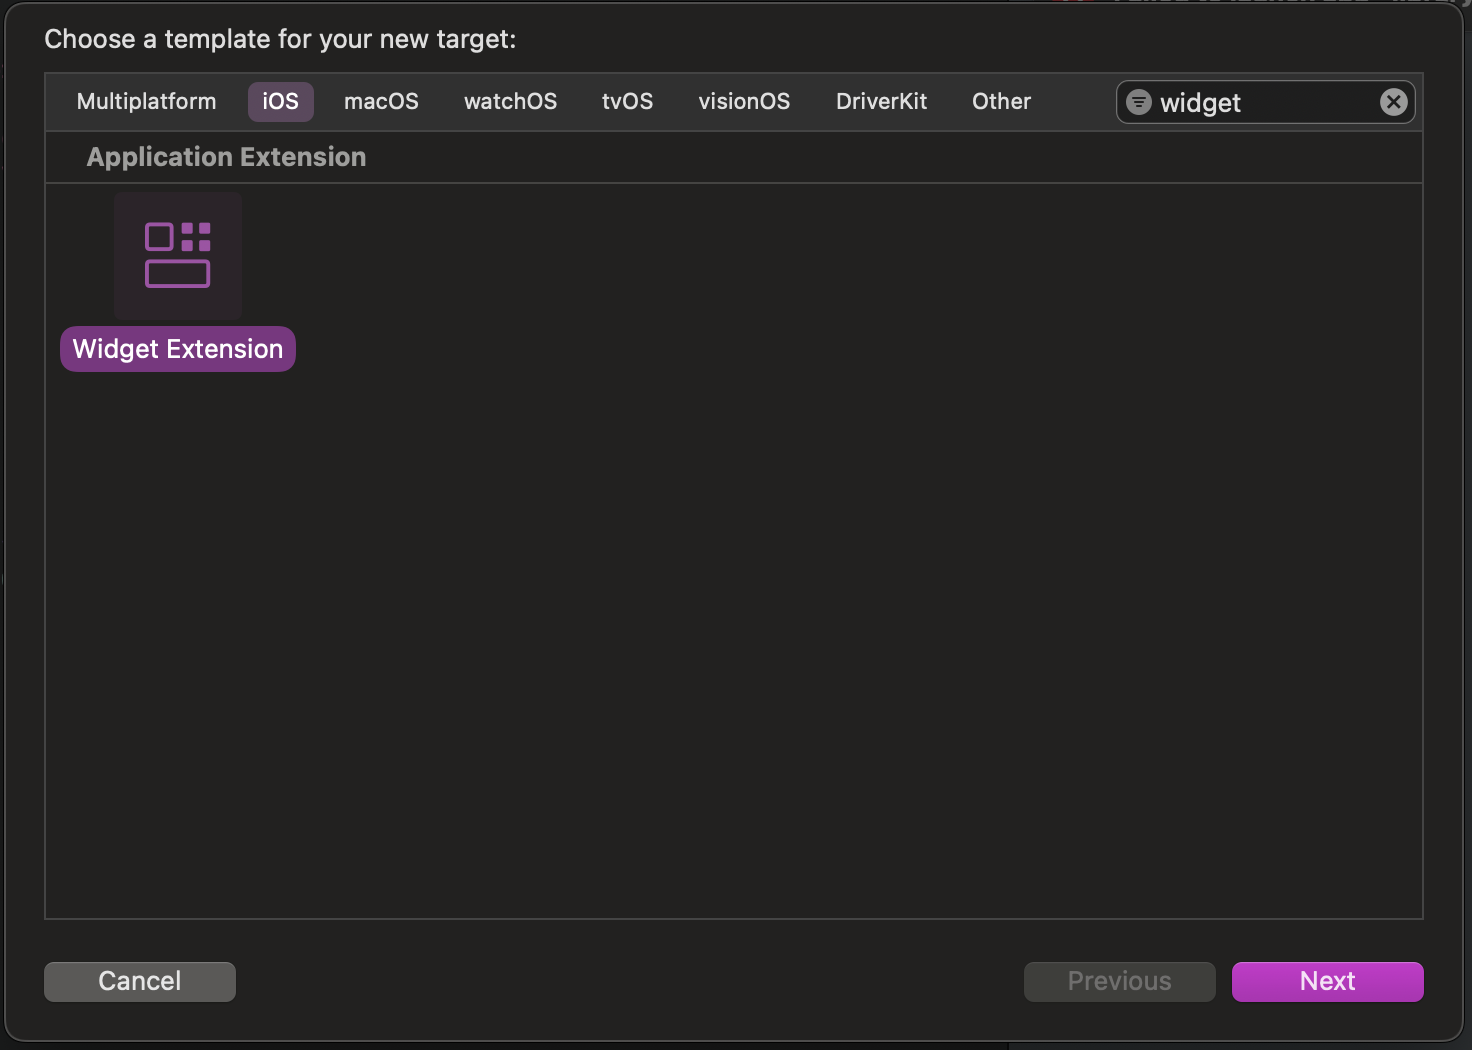 Choose a template for your new target:
Multiplatform iOS macOS watchOS tvOS visionOS DriverKit Other widget
Application Extension
Widget Extension
Cancel Previous Next